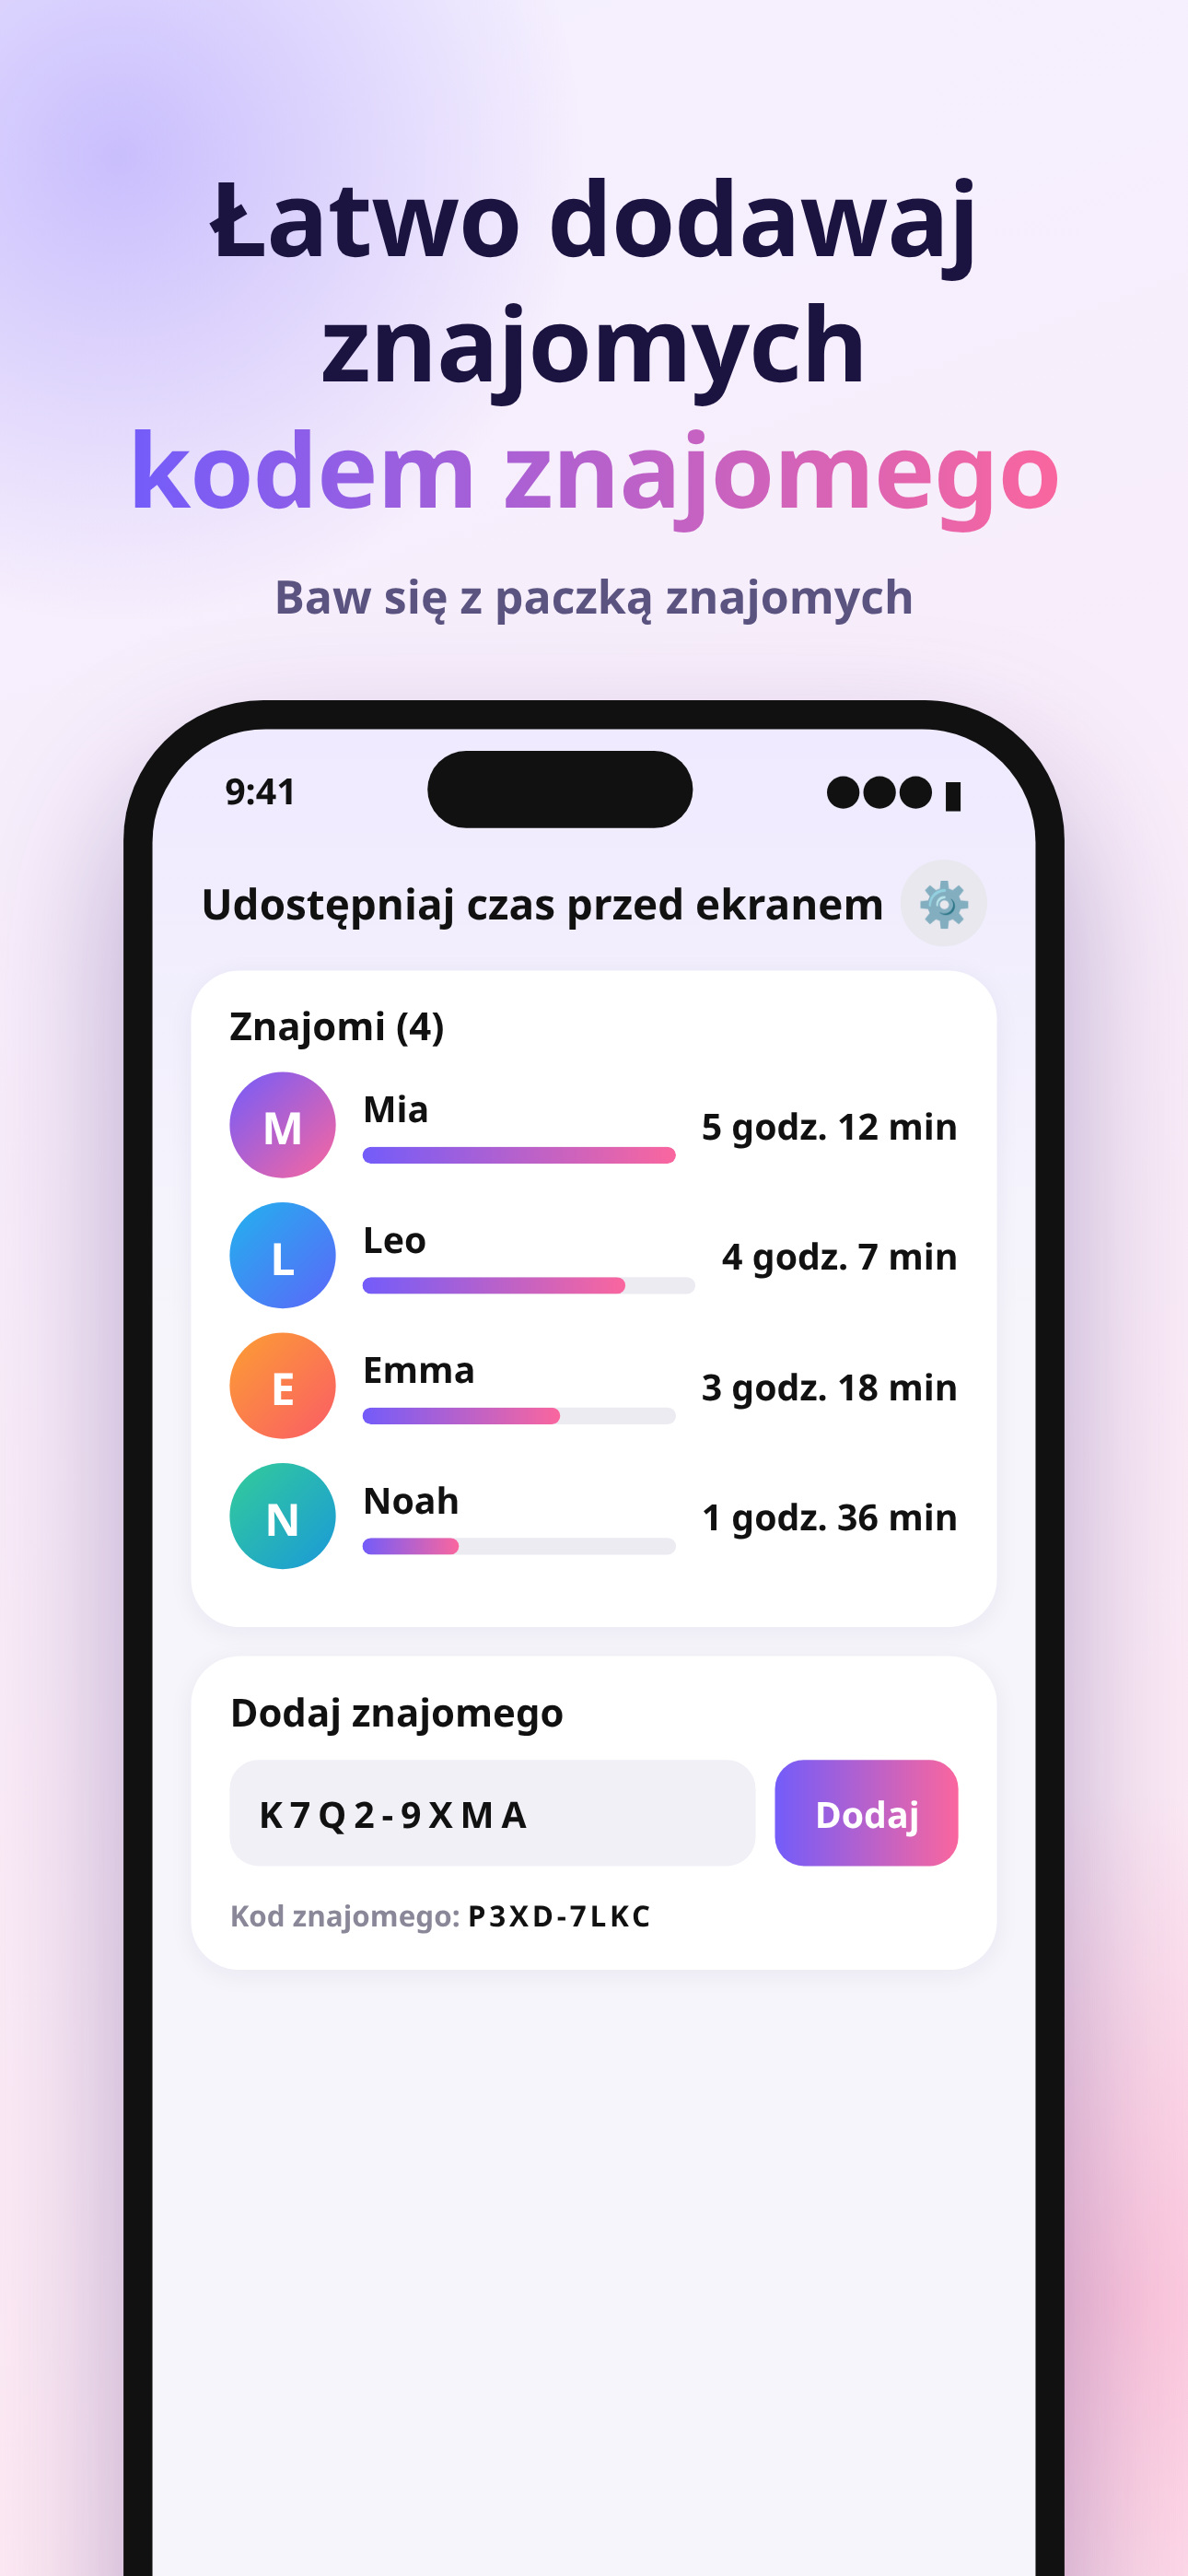 Łatwo dodawaj
znajomych
kodem znajomego
Baw się z paczką znajomych
9:41
Udostępniaj czas przed ekranem
Znajomi (4)
M
Mia
5 godz. 12 min
L
Leo
4 godz. 7 min
E
Emma
3 godz. 18 min
N
Noah
1 godz. 36 min
Dodaj znajomego
K7Q2-9XMA
Dodaj
Kod znajomego: P3XD-7LKC